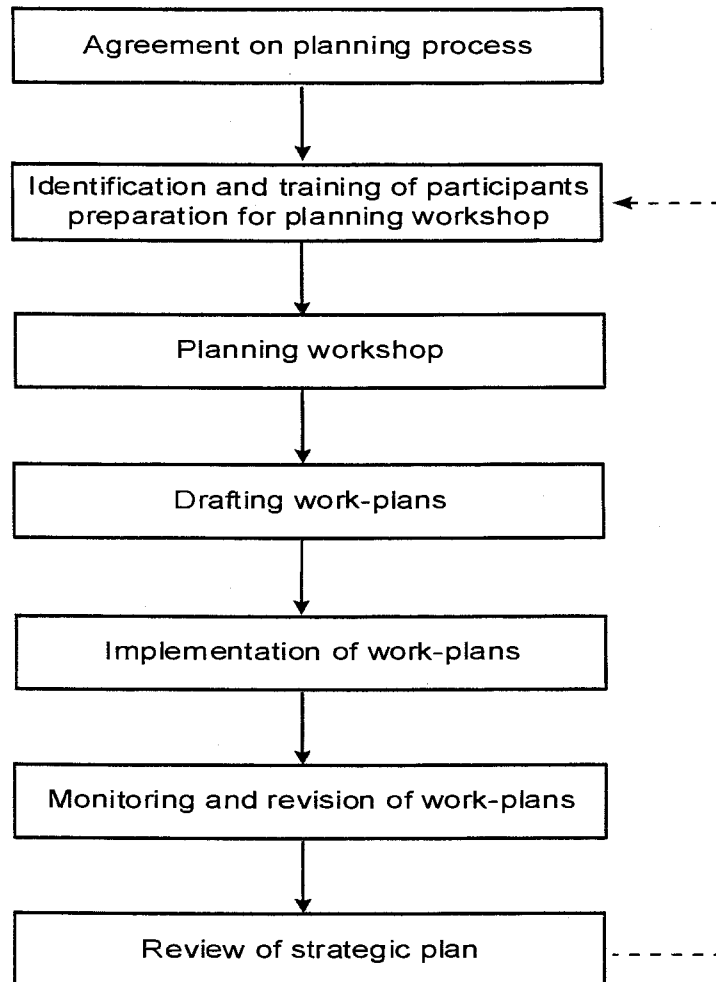 Agreement on planning process
Identification and training of participants
preparation for planning workshop
Planning workshop
Drafting work-plans
Implementation of work-plans
Monitoring and revision of work-plans
Review of strategic plan